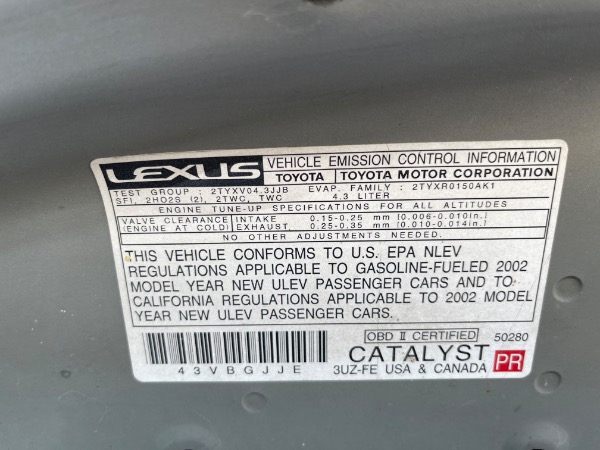 LEXUS VEHICLE EMISSION CONTROL INFORMATION
TOYOTA TOYOTA MOTOR CORPORATION
TEST GROUP : 2TYXV04.3JJB EVAP. FAMILY : 2TYXR0150AK1
SFI, 2HO2S (2), 2TWC, TWC 4.3 LITER
ENGINE TUNE-UP SPECIFICATIONS FOR ALL ALTITUDES
VALVE CLEARANCE INTAKE 0.15-0.25 mm (0.006-0.010in.)
(ENGINE AT COLD) EXHAUST, 0.25-0.35 mm (0.010-0.014in.)
NO OTHER ADJUSTMENTS NEEDED.
THIS VEHICLE CONFORMS TO U.S. EPA NLEV
REGULATIONS APPLICABLE TO GASOLINE-FUELED 2002
MODEL YEAR NEW ULEV PASSENGER CARS AND TO
CALIFORNIA REGULATIONS APPLICABLE TO 2002 MODEL
YEAR NEW ULEV PASSENGER CARS.
OBD II CERTIFIED 50280
CATALYST PR
43VBGJJE 3UZ-FE USA & CANADA